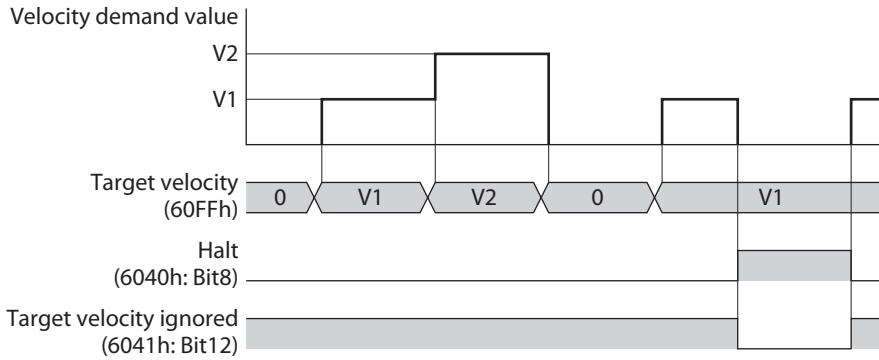 Velocity demand value
V2
V1
Target velocity
(60FFh)
0 V1 V2 0 V1
Halt
(6040h: Bit8)
Target velocity ignored
(6041h: Bit12)